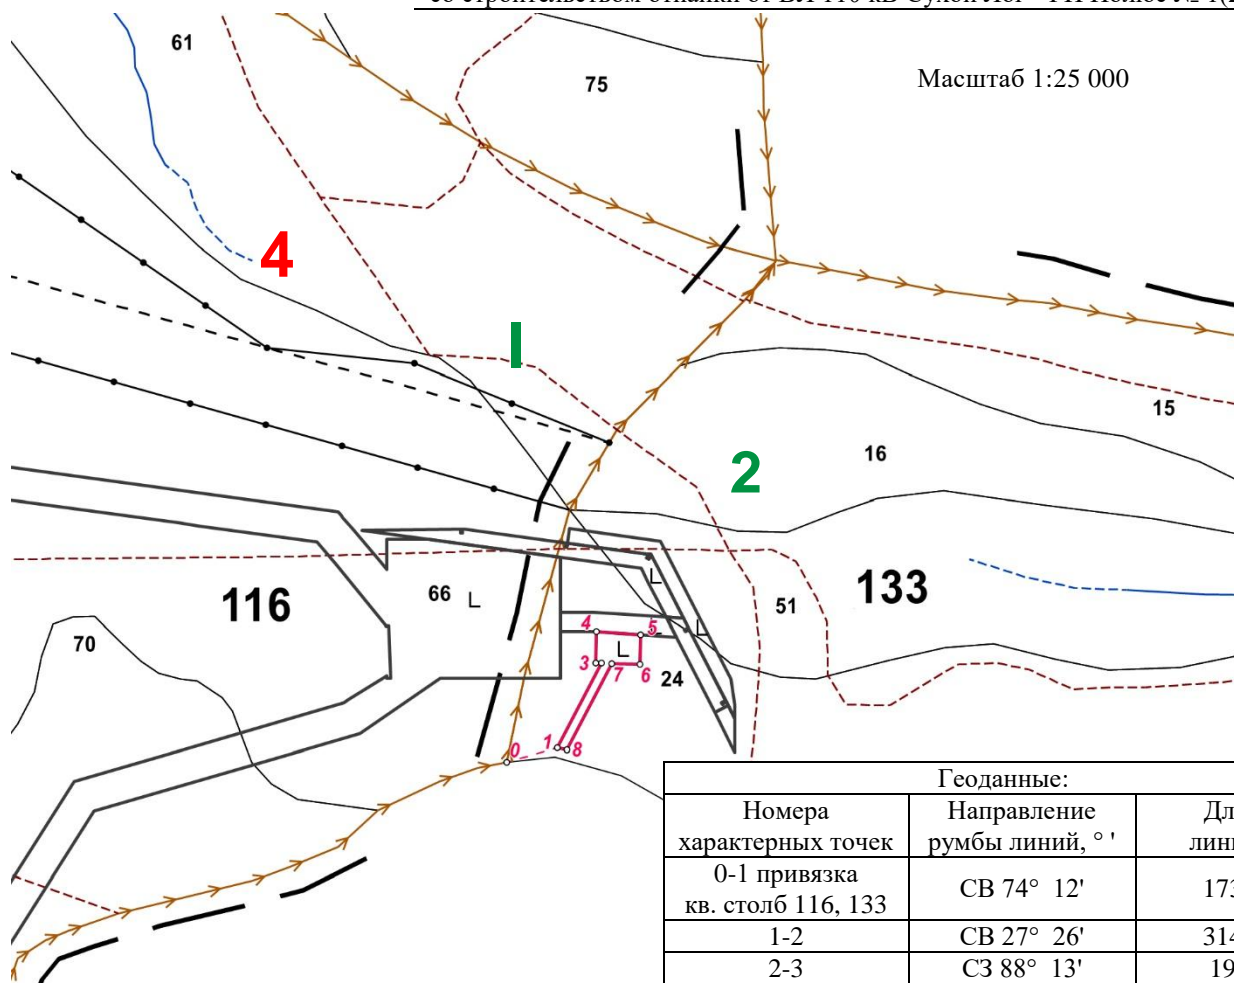 Масштаб 1:25 000
61
75
4
I
15
2
16
133
116
66
51
70
4
5
3
7
6
24
1
8
0
Геоданные:
Номера
характерных точек
Направление
румбы линий, ° '
0-1 привязка
кв. столб 116, 133
СВ 74° 12'
1-2
СВ 27° 26'
2-3
СЗ 88° 13'